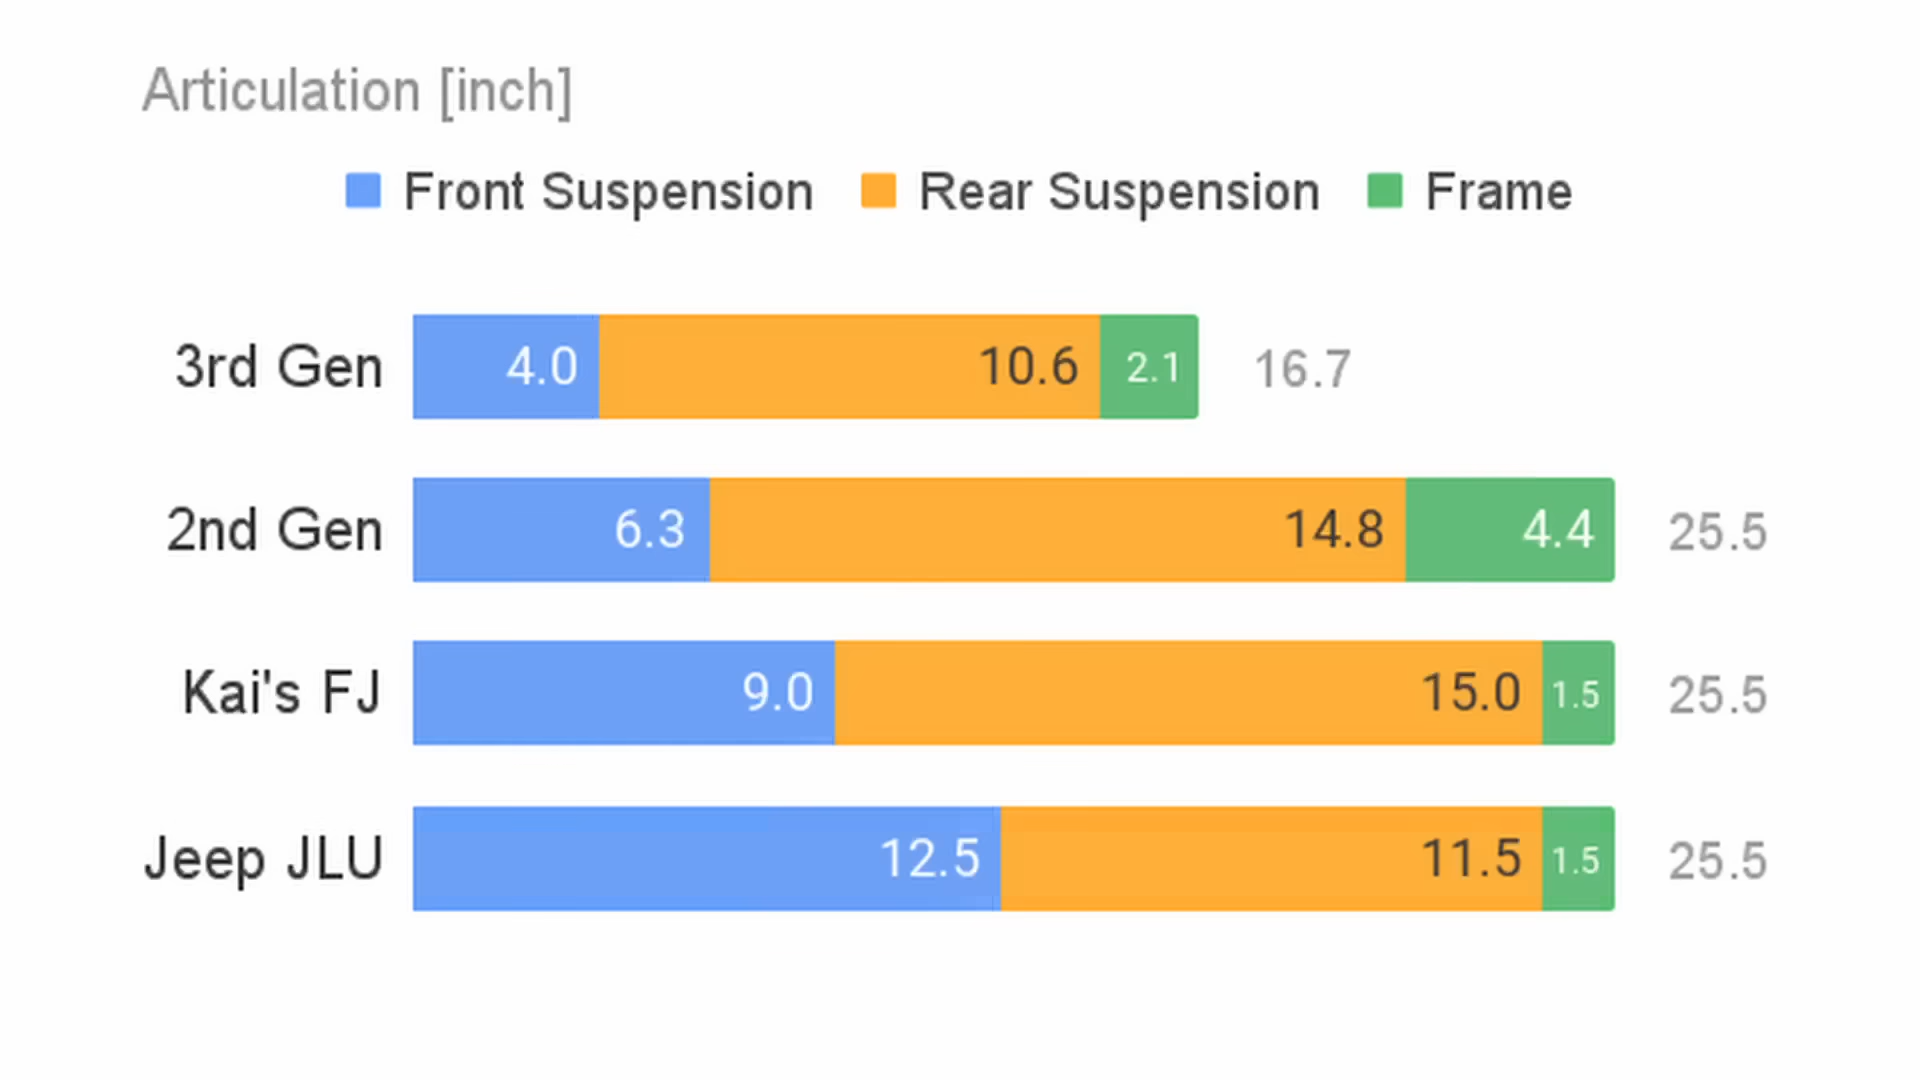 Articulation [inch]
Front Suspension Rear Suspension Frame
3rd Gen 4.0 10.6 2.1 16.7
2nd Gen 6.3 14.8 4.4 25.5
Kai's FJ 9.0 15.0 1.5 25.5
Jeep JLU 12.5 11.5 1.5 25.5